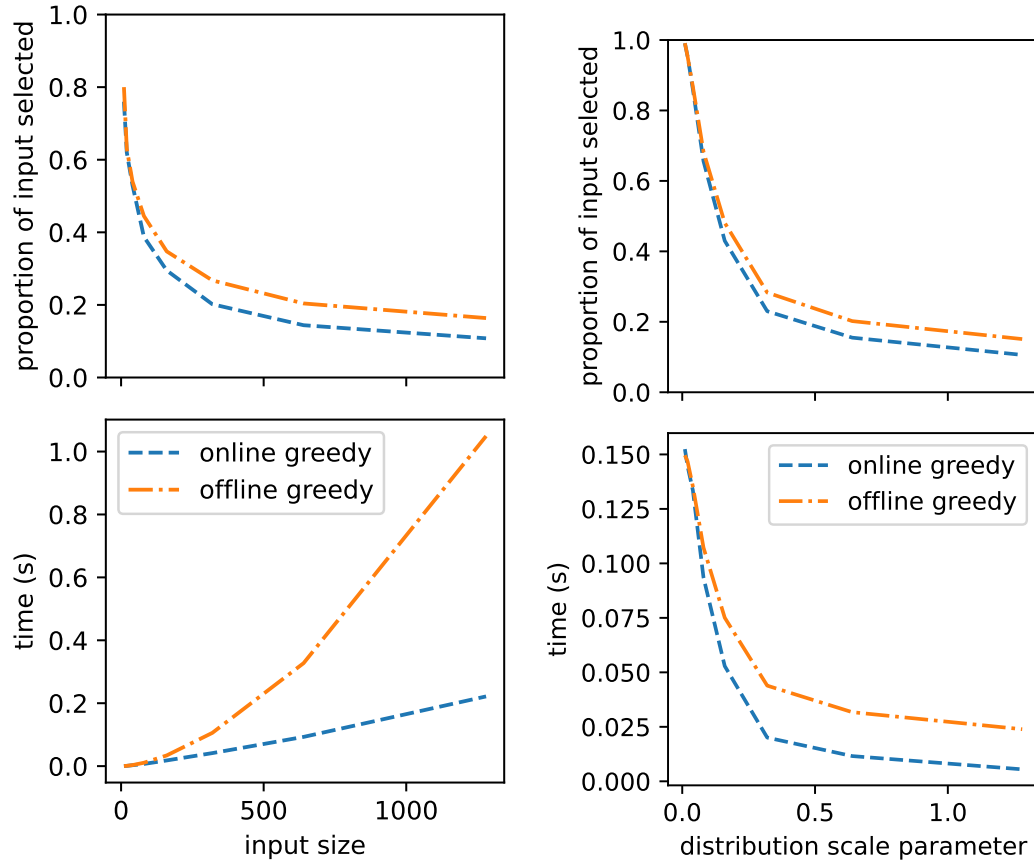 proportion of input selected
1.0
0.8
0.6
0.4
0.2
0.0
proportion of input selected
1.0
0.8
0.6
0.4
0.2
0.0
time (s)
1.0
0.8
0.6
0.4
0.2
0.0
online greedy
offline greedy
0 500 1000
input size
time (s)
0.150
0.125
0.100
0.075
0.050
0.025
0.000
online greedy
offline greedy
0.0 0.5 1.0
distribution scale parameter